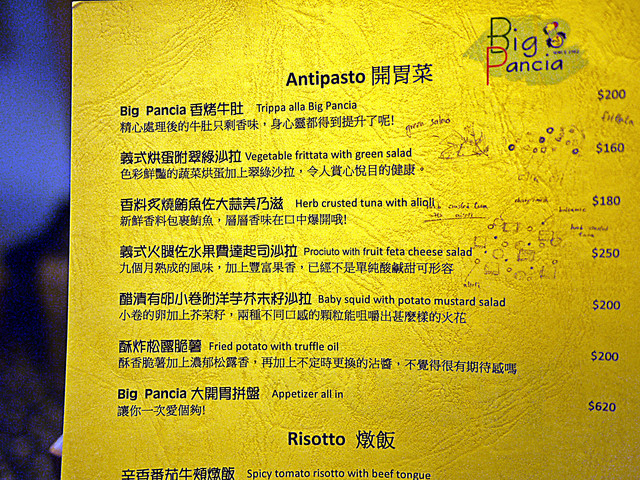 Big Pancia
Antipasto 開胃菜
Big Pancia 香烤牛肚 Trippa alla Big Pancia $200
精心處理後的牛肚只剩香味，身心靈都得到提升了呢!
green salad
義式烘蛋附翠綠沙拉 Vegetable frittata with green salad $160
色彩鮮豔的蔬菜烘蛋加上翠綠沙拉，令人賞心悅目的健康。
香料炙燒鮪魚佐大蒜美乃滋 Herb crusted tuna with alioli $180
新鮮香料包裹鮪魚，層層香味在口中爆開哦!
義式火腿佐水果費達起司沙拉 Prociuto with fruit feta cheese salad $250
九個月熟成的風味，加上豐富果香，已經不是單純酸鹹甜可形容
醋漬有卵小卷附洋芋芥末籽沙拉 Baby squid with potato mustard salad $200
小卷的卵加上芥茉籽，兩種不同口感的顆粒能咀嚼出甚麼樣的火花
酥炸松露脆薯 Fried potato with truffle oil $200
酥香脆薯加上濃郁松露香，再加上不定時更換的沾醬，不覺得很有期待感嗎
Big Pancia 大開胃拼盤 Appetizer all in $620
讓你一次愛個夠!
Risotto 燉飯
辛香番茄牛頰燉飯 Spicy tomato risotto with beef tongue